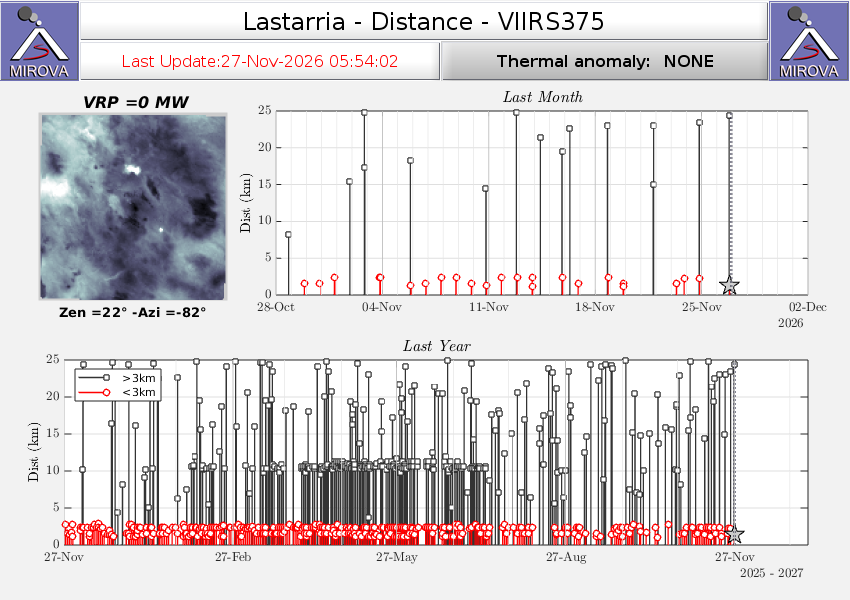 MIROVA
Lastarria - Distance - VIIRS375
MIROVA
Last Update:27-Nov-2026 05:54:02
Thermal anomaly: NONE
VRP =0 MW
Zen =22° -Azi =-82°
Last Month
Dist (km)
25
20
15
10
5
0
28-Oct
04-Nov
11-Nov
18-Nov
25-Nov
02-Dec
2026
Last Year
Dist (km)
25
20
15
10
5
0
>3km
<3km
27-Nov
27-Feb
27-May
27-Aug
27-Nov
2025 - 2027